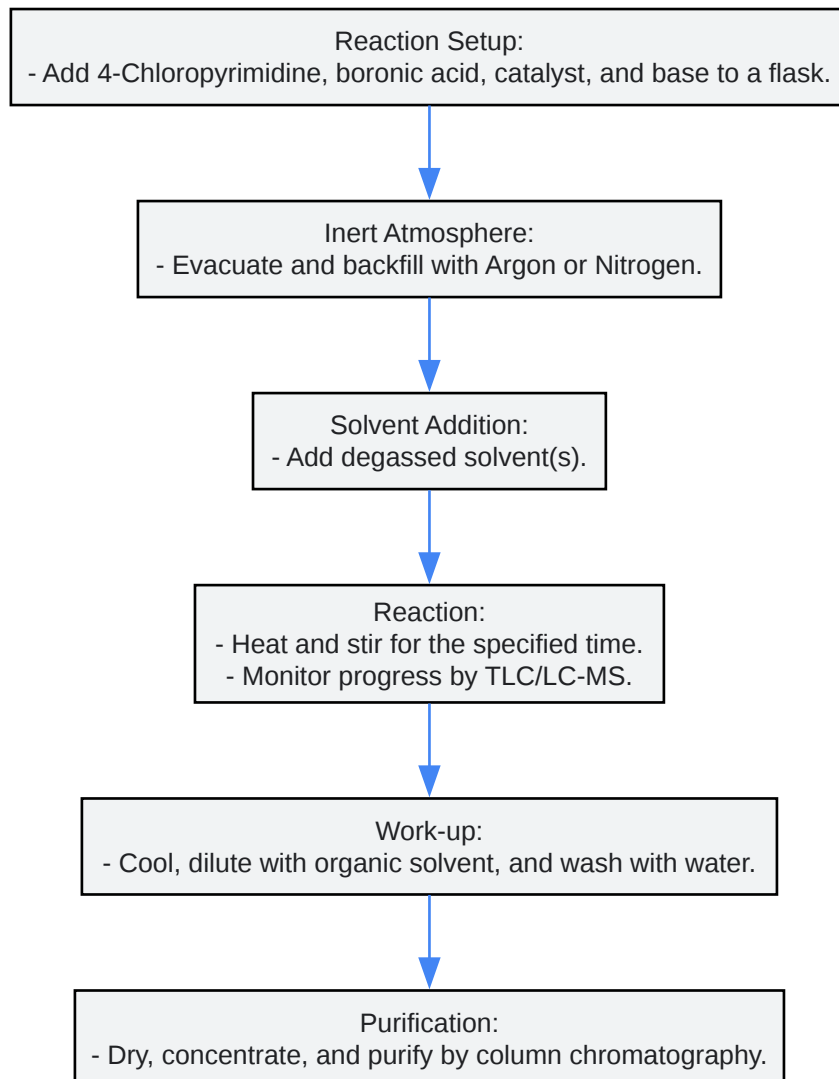 Reaction Setup:
- Add 4-Chloropyrimidine, boronic acid, catalyst, and base to a flask.
Inert Atmosphere:
- Evacuate and backfill with Argon or Nitrogen.
Solvent Addition:
- Add degassed solvent(s).
Reaction:
- Heat and stir for the specified time.
- Monitor progress by TLC/LC-MS.
Work-up:
- Cool, dilute with organic solvent, and wash with water.
Purification:
- Dry, concentrate, and purify by column chromatography.